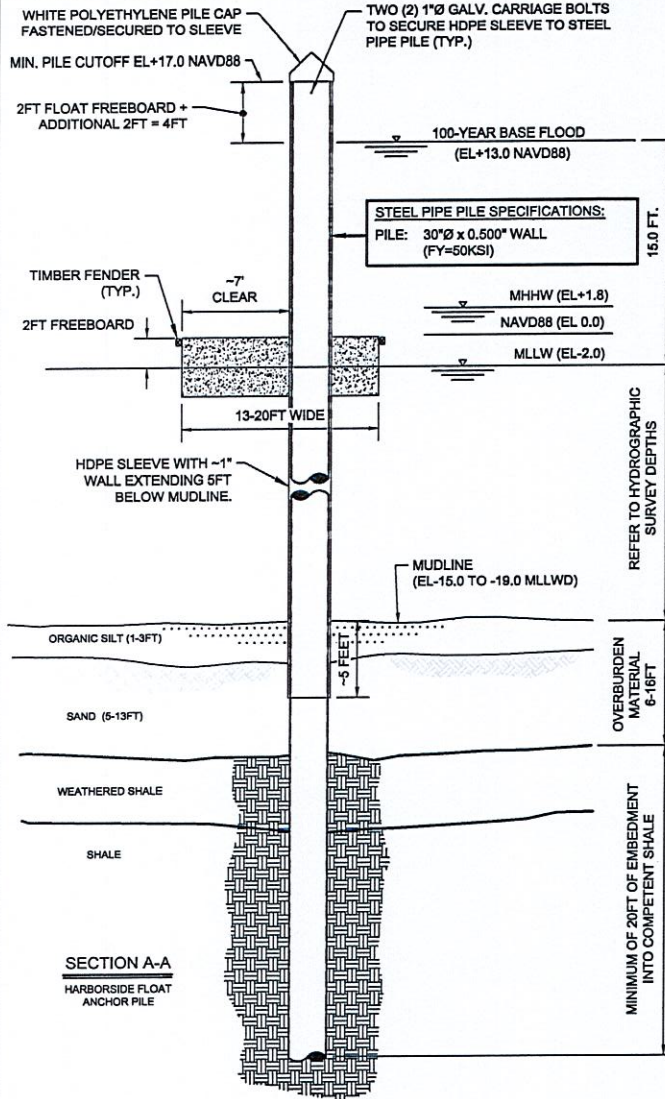 WHITE POLYETHYLENE PILE CAP
FASTENED/SECURED TO SLEEVE
TWO (2) 1"Ø GALV. CARRIAGE BOLTS
TO SECURE HDPE SLEEVE TO STEEL
PIPE PILE (TYP.)
MIN. PILE CUTOFF EL+17.0 NAVD88
2FT FLOAT FREEBOARD +
ADDITIONAL 2FT = 4FT
100-YEAR BASE FLOOD
(EL+13.0 NAVD88)
STEEL PIPE PILE SPECIFICATIONS:
PILE: 30"Ø x 0.500" WALL
(FY=50KSI)
15.0 FT.
TIMBER FENDER
(TYP.)
~7'
CLEAR
MHHW (EL+1.8)
2FT FREEBOARD
NAVD88 (EL 0.0)
MLLW (EL-2.0)
13-20FT WIDE
HDPE SLEEVE WITH ~1"
WALL EXTENDING 5FT
BELOW MUDLINE.
REFER TO HYDROGRAPHIC
SURVEY DEPTHS
MUDLINE
(EL-15.0 TO -19.0 MLLWD)
ORGANIC SILT (1-3FT)
~5 FEET
OVERBURDEN
MATERIAL
6-16FT
SAND (5-13FT)
WEATHERED SHALE
SHALE
MINIMUM OF 20FT OF EMBEDMENT
INTO COMPETENT SHALE
SECTION A-A
HARBORSIDE FLOAT
ANCHOR PILE